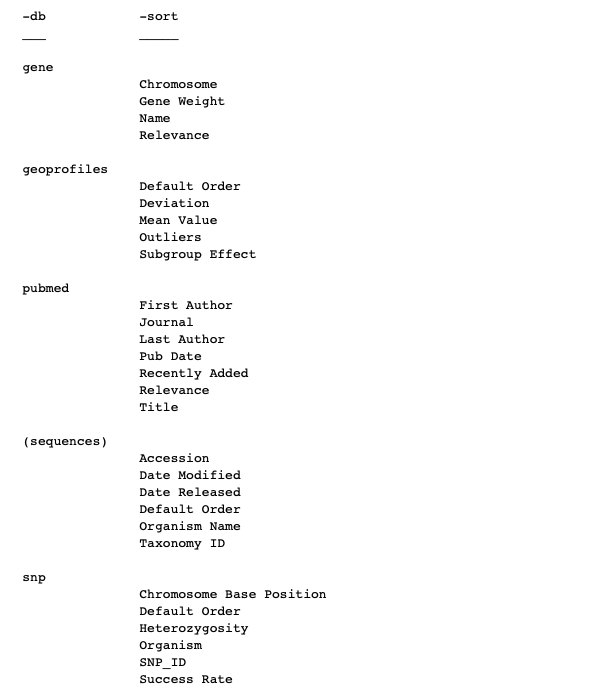 -db -sort
___ _____
gene
Chromosome
Gene Weight
Name
Relevance
geoprofiles
Default Order
Deviation
Mean Value
Outliers
Subgroup Effect
pubmed
First Author
Journal
Last Author
Pub Date
Recently Added
Relevance
Title
(sequences)
Accession
Date Modified
Date Released
Default Order
Organism Name
Taxonomy ID
snp
Chromosome Base Position
Default Order
Heterozygosity
Organism
SNP_ID
Success Rate